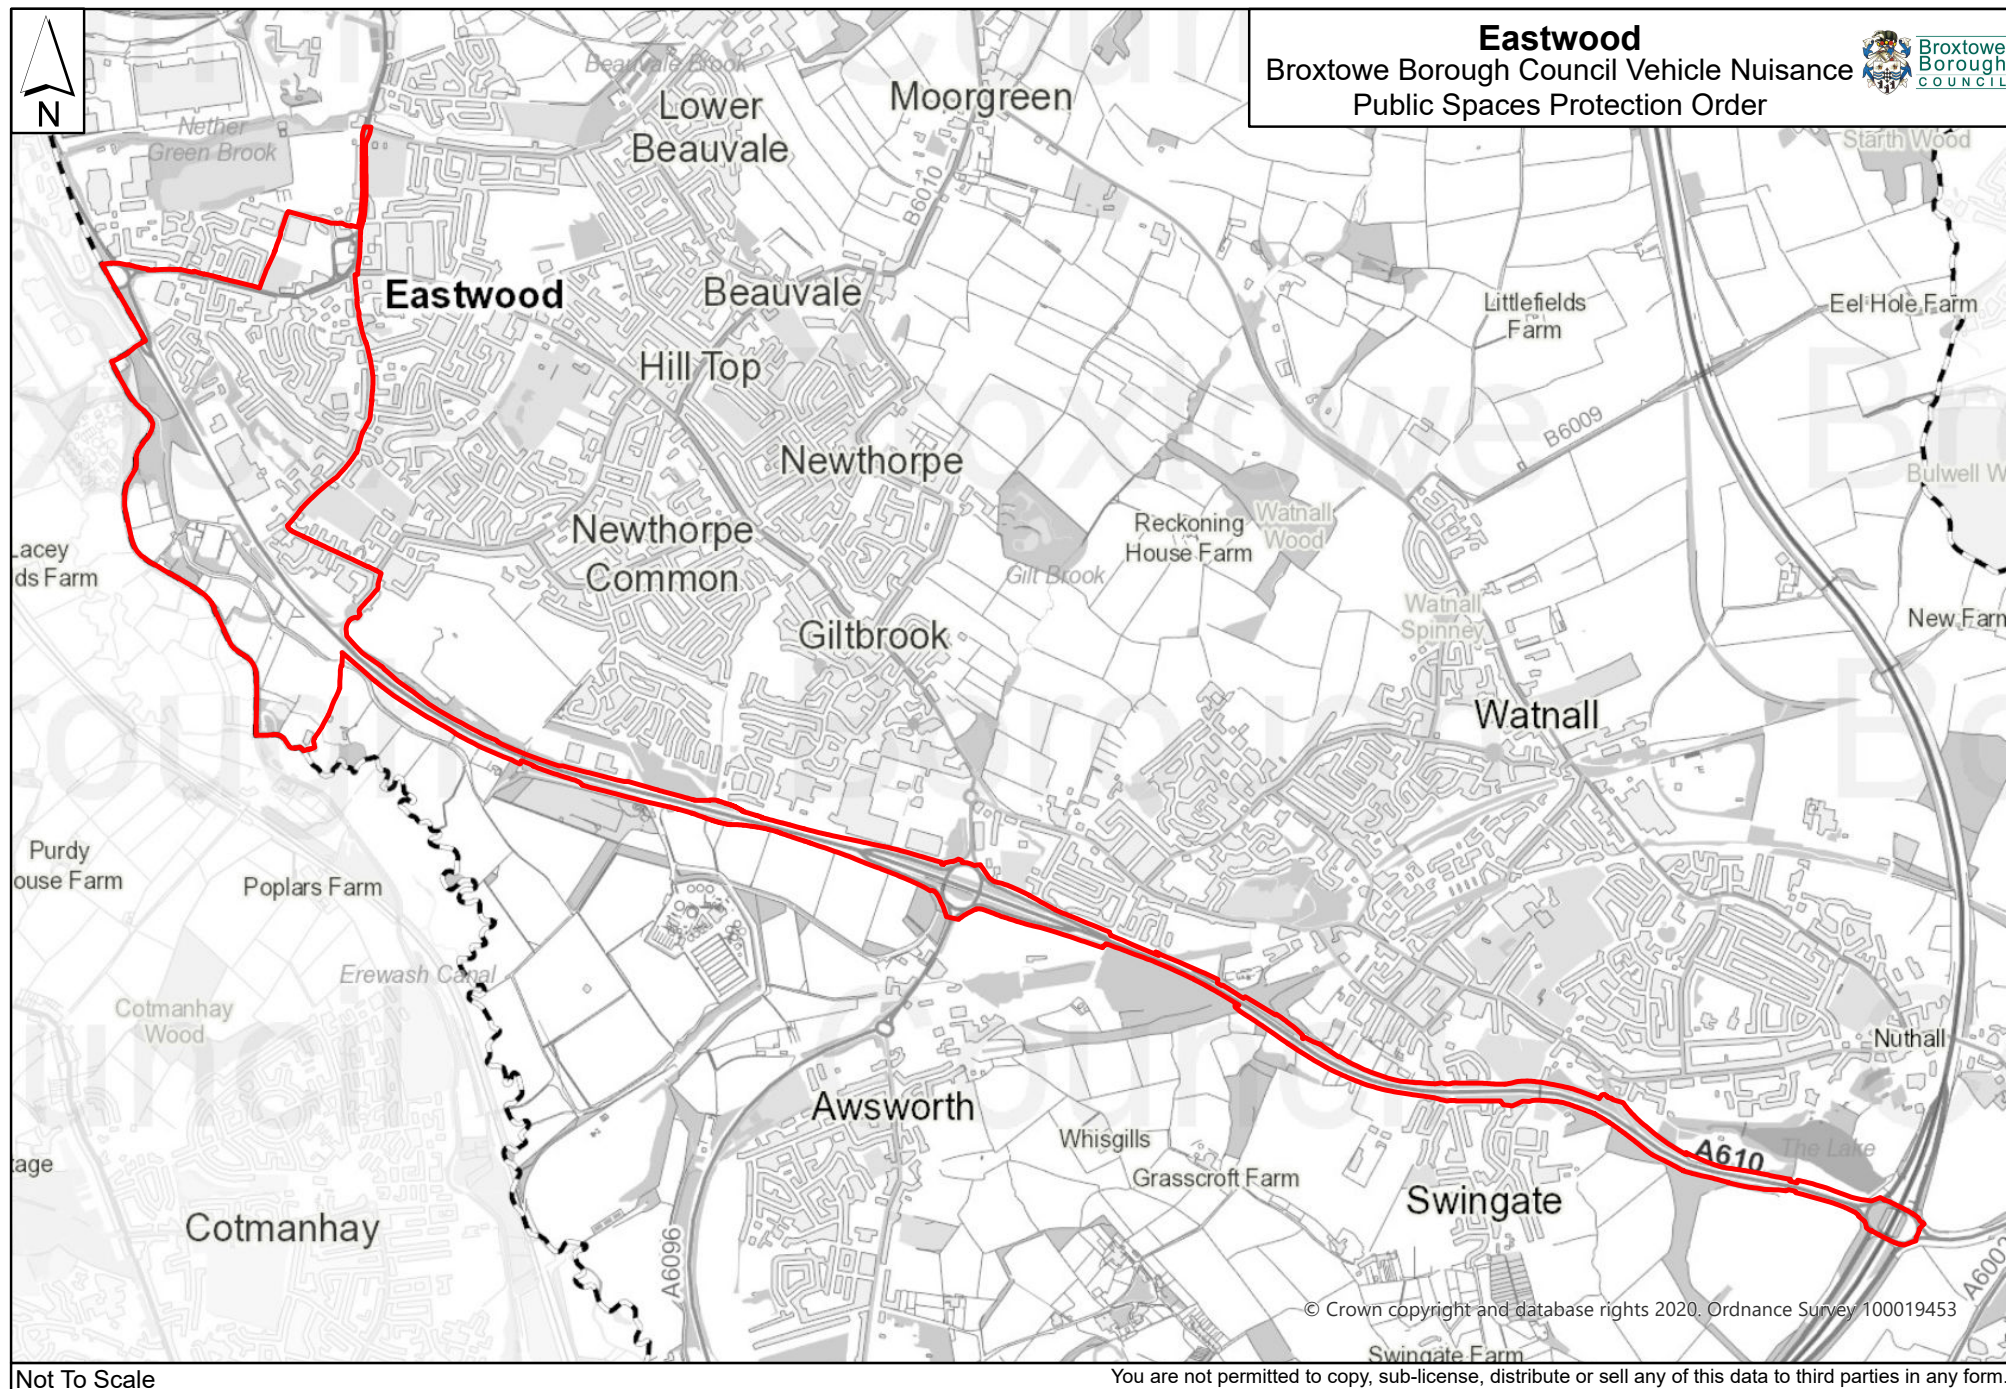 N
Eastwood
Broxtowe Borough Council Vehicle Nuisance
Public Spaces Protection Order
Broxtowe
Borough
COUNCIL
Beauvale Brook
Lower
Beauvale
Moorgreen
Nether
Green Brook
B6010
Starth Wood
Eastwood
Beauvale
Littlefields
Farm
Eel Hole Farm
Hill Top
B6009
Newthorpe
Bulwell W
Newthorpe
Common
Reckoning
House Farm
Watnall
Wood
Gilt Brook
Lacey
ds Farm
Watnall
Spinney
New Farm
Giltbrook
Watnall
Purdy
ouse Farm
Poplars Farm
Erewash Canal
Cotmanhay
Wood
Nuthall
Awsworth
Whisgills
Grasscroft Farm
A610
The Lake
tage
Swingate
Cotmanhay
A6096
A6002
© Crown copyright and database rights 2020. Ordnance Survey 100019453
Swingate Farm
Not To Scale
You are not permitted to copy, sub-license, distribute or sell any of this data to third parties in any form.